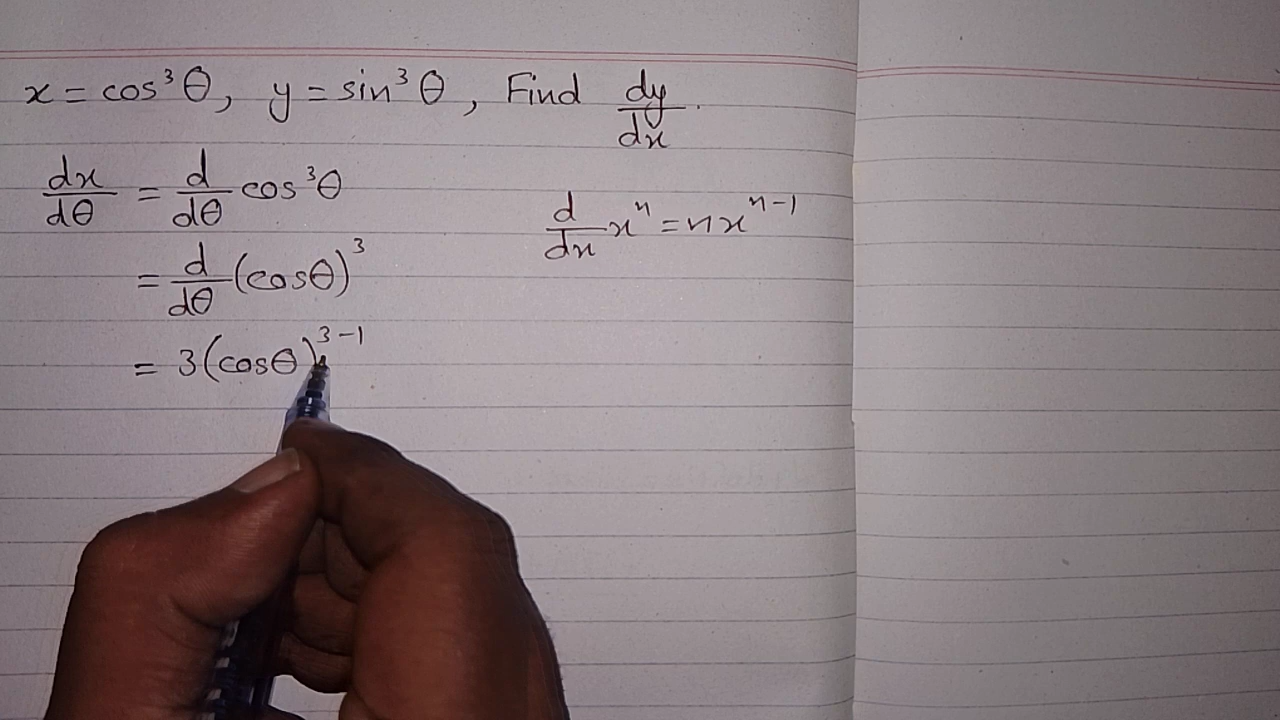 x = cos³θ, y = sin³θ, Find dy/dx.
dx/dθ = d/dθ cos³θ
d/dx xⁿ = nxⁿ⁻¹
= d/dθ (cosθ)³
= 3(cosθ)³⁻¹